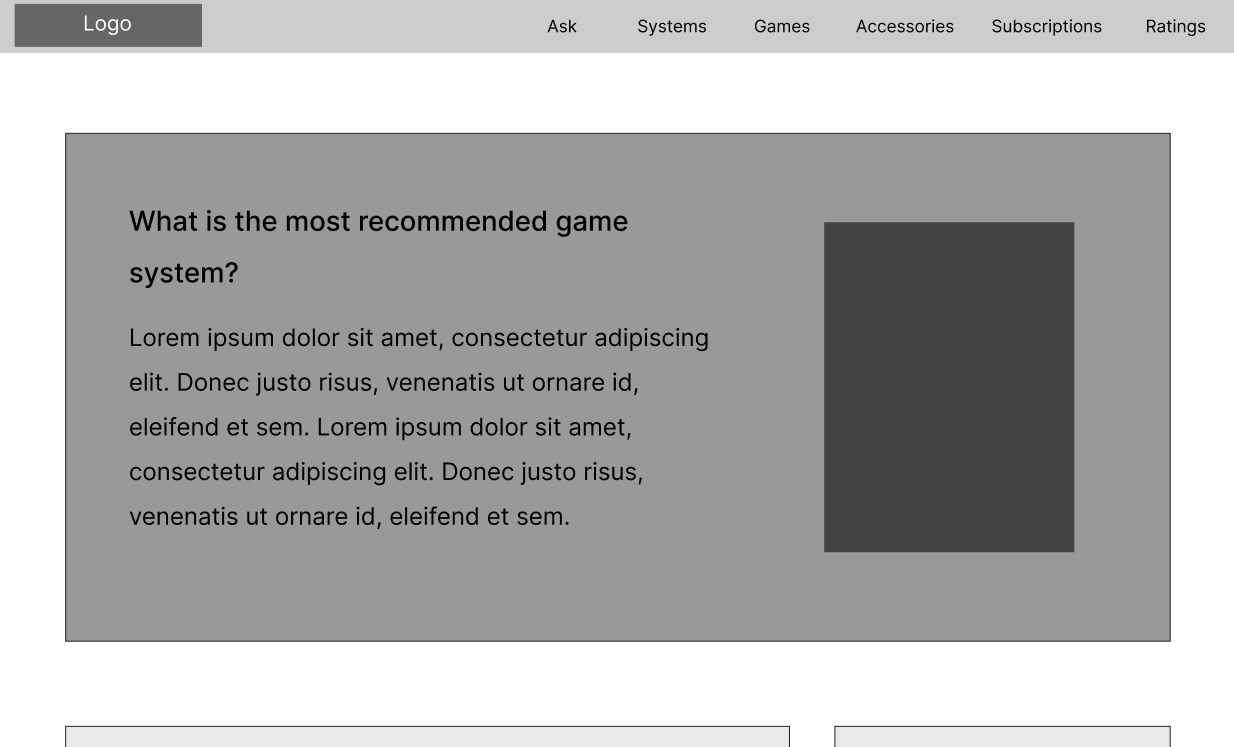 Logo
Ask Systems Games Accessories Subscriptions Ratings
What is the most recommended game
system?
Lorem ipsum dolor sit amet, consectetur adipiscing
elit. Donec justo risus, venenatis ut ornare id,
eleifend et sem. Lorem ipsum dolor sit amet,
consectetur adipiscing elit. Donec justo risus,
venenatis ut ornare id, eleifend et sem.